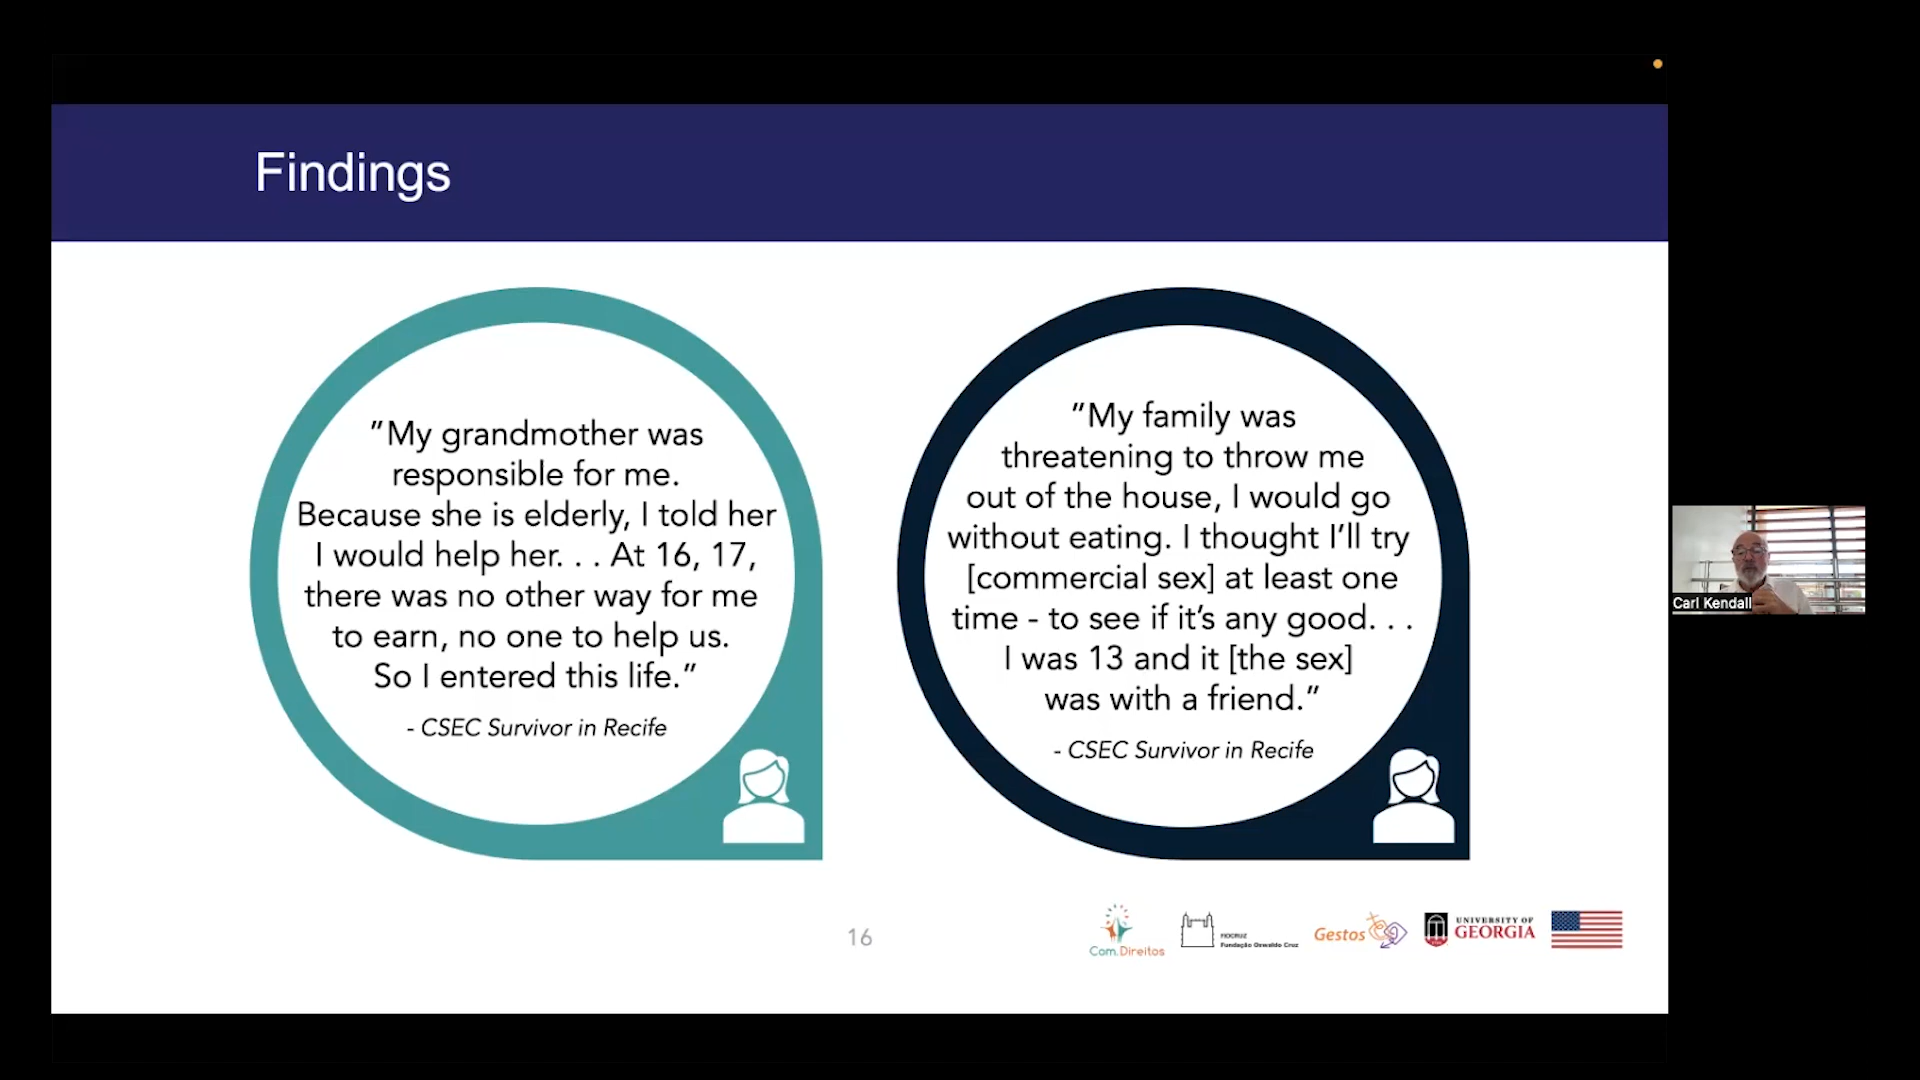 Findings
”My grandmother was
responsible for me.
Because she is elderly, I told her
I would help her. . . At 16, 17,
there was no other way for me
to earn, no one to help us.
So I entered this life.”
- CSEC Survivor in Recife
”My family was
threatening to throw me
out of the house, I would go
without eating. I thought I’ll try
[commercial sex] at least one
time - to see if it’s any good. . .
I was 13 and it [the sex]
was with a friend.”
- CSEC Survivor in Recife
Carl Kendall
16
Com.Direitos
FIOCRUZ
Fundação Oswaldo Cruz
Gestos
UNIVERSITY OF
GEORGIA